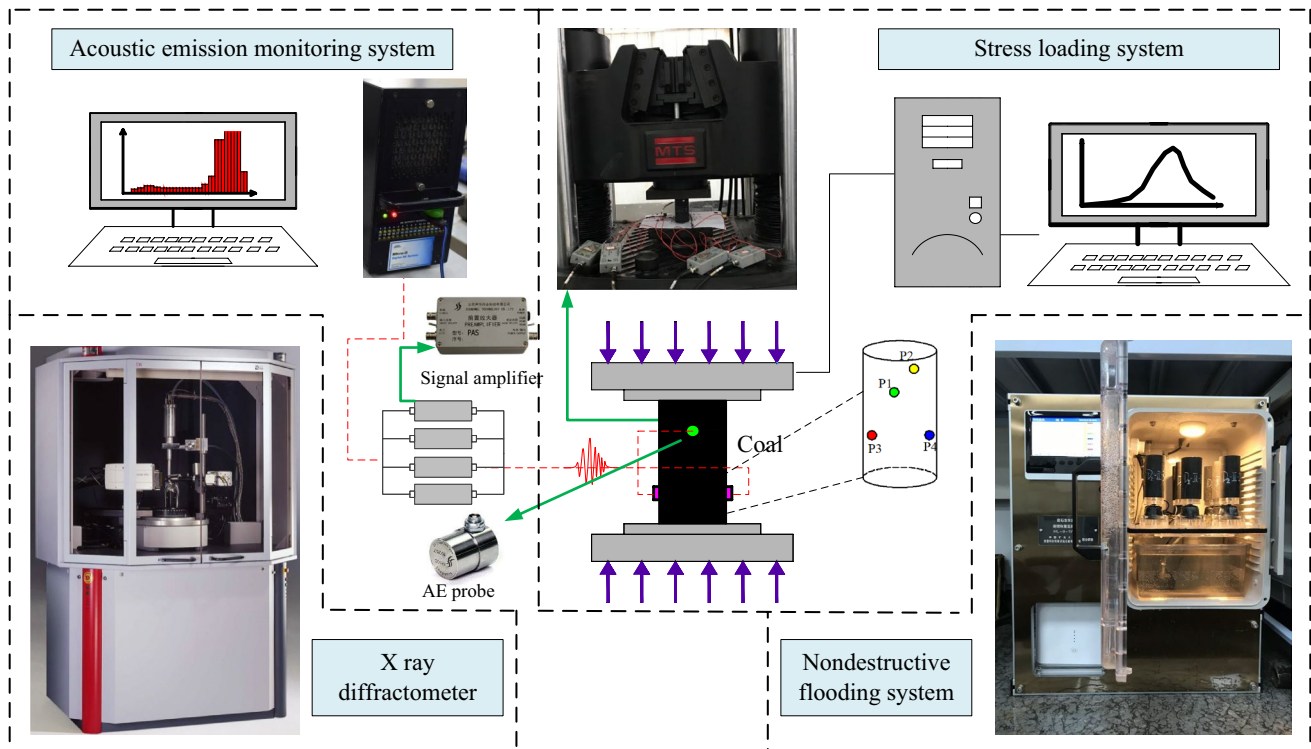 Acoustic emission monitoring system
Stress loading system
MTS
PREAMPLIFIER
PAS
Signal amplifier
P2
P1
P3
P4
Coal
AE probe
X ray
diffractometer
Nondestructive
flooding system